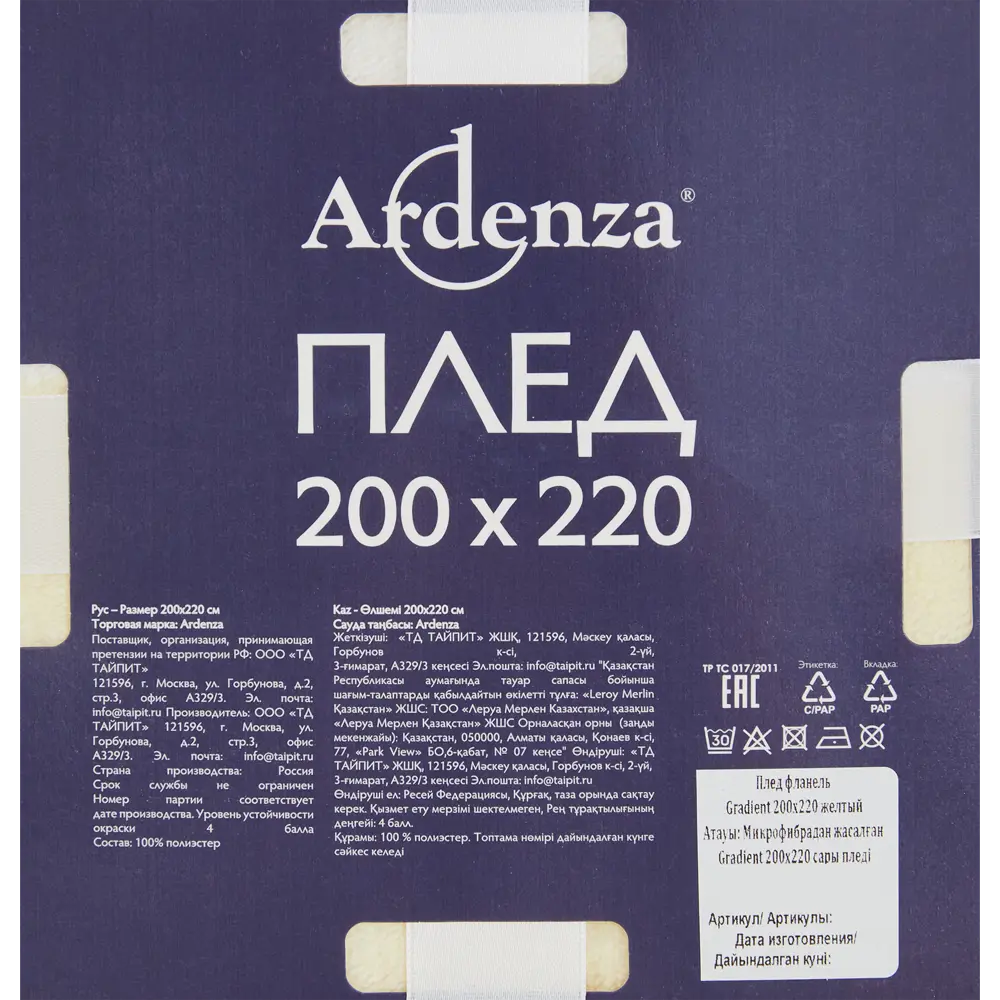 Ardenza®
ПЛЕД
200 x 220
Рус – Размер 200х220 см
Торговая марка: Ardenza
Поставщик, организация, принимающая
претензии на территории РФ: ООО «ТД
ТАЙПИТ»
121596, г. Москва, ул. Горбунова, д.2,
стр.3, офис А329/3. Эл. почта:
info@taipit.ru Производитель: ООО «ТД
ТАЙПИТ» 121596, г. Москва, ул.
Горбунова, д.2, стр.3, офис
А329/3. Эл. почта: info@taipit.ru
Страна производства: Россия
Срок службы не ограничен
Номер партии соответствует
дате производства. Уровень устойчивости
окраски 4 балла
Состав: 100% полиэстер
Kaz - Өлшемі 200х220 см
Сауда таңбасы: Ardenza
Жеткізуші: «ТД ТАЙПИТ» ЖШҚ, 121596, Мәскеу қаласы,
Горбунов к-сі, 2-үй,
3-ғимарат, А329/3 кеңсесі Эл.пошта: info@taipit.ru "Қазақстан
Республикасы аумағында тауар сапасы бойынша
шағым-талаптарды қабылдайтын өкілетті тұлға: «Leroy Merlin
Қазақстан» ЖШС: ТОО «Леруа Мерлен Казахстан», қазақша
«Леруа Мерлен Қазақстан» ЖШС Орналасқан орны (заңды
мекенжайы): Қазақстан, 050000, Алматы қаласы, Қонаев к-сі,
77, «Park View» БО,6-қабат, № 07 кеңсе" Өндіруші: «ТД
ТАЙПИТ» ЖШҚ, 121596, Мәскеу қаласы, Горбунов к-сі, 2-үй,
3-ғимарат, А329/3 кеңсесі Эл.пошта: info@taipit.ru
Өндіруші ел: Ресей Федерациясы, Құрғақ, таза орында сақтау
керек. Қызмет ету мерзімі шектелмеген, Рең тұрақтылығының
деңгейі: 4 балл.
Құрамы: 100 % полиэстер. Топтама нөмірі дайындалған күнге
сәйкес келеді
ТР ТС 017/2011
ЕАС
Этикетка:
C/PAP
Вкладка:
PAP
30
Плед фланель
Gradient 200х220 желтый
Атауы: Микрофибрадан жасалған
Gradient 200х220 сары пледі
Артикул/ Артикулы:
Дата изготовления/
Дайындалған күні: